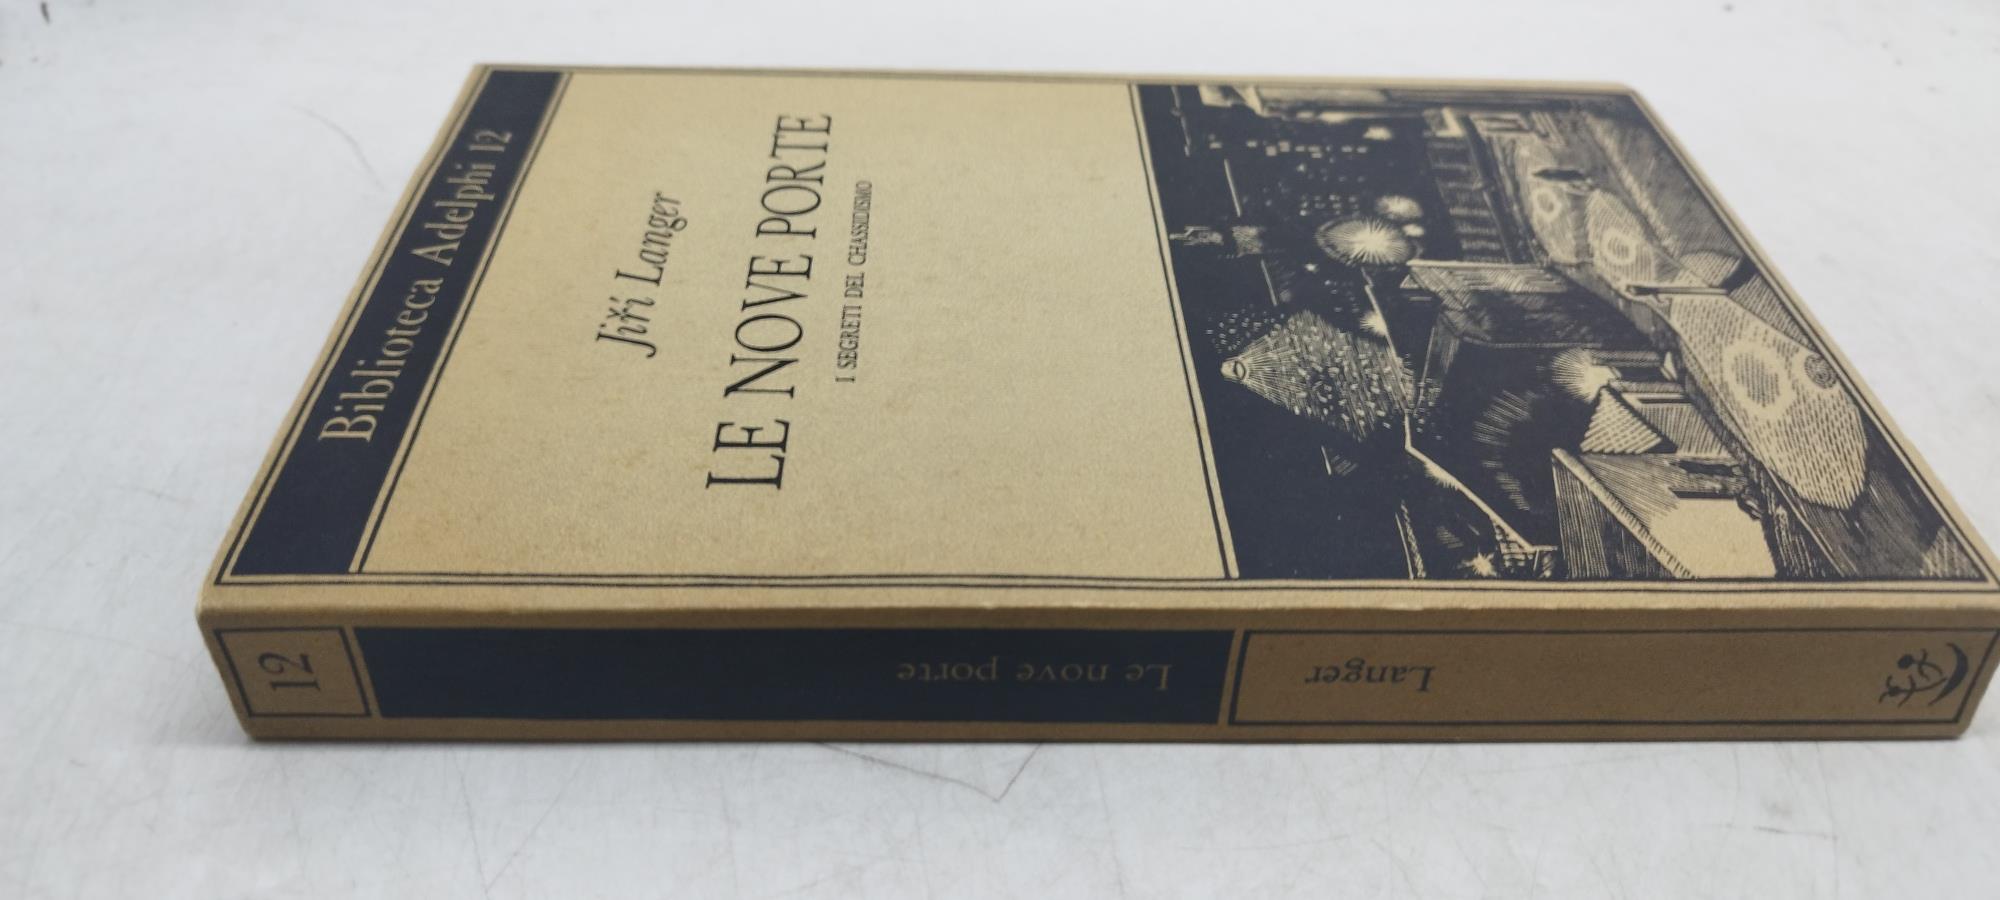 Biblioteca Adelphi 12
Jiří Langer
LE NOVE PORTE
I SEGRETI DEL CHASSIDISMO
12
Le nove porte
Langer